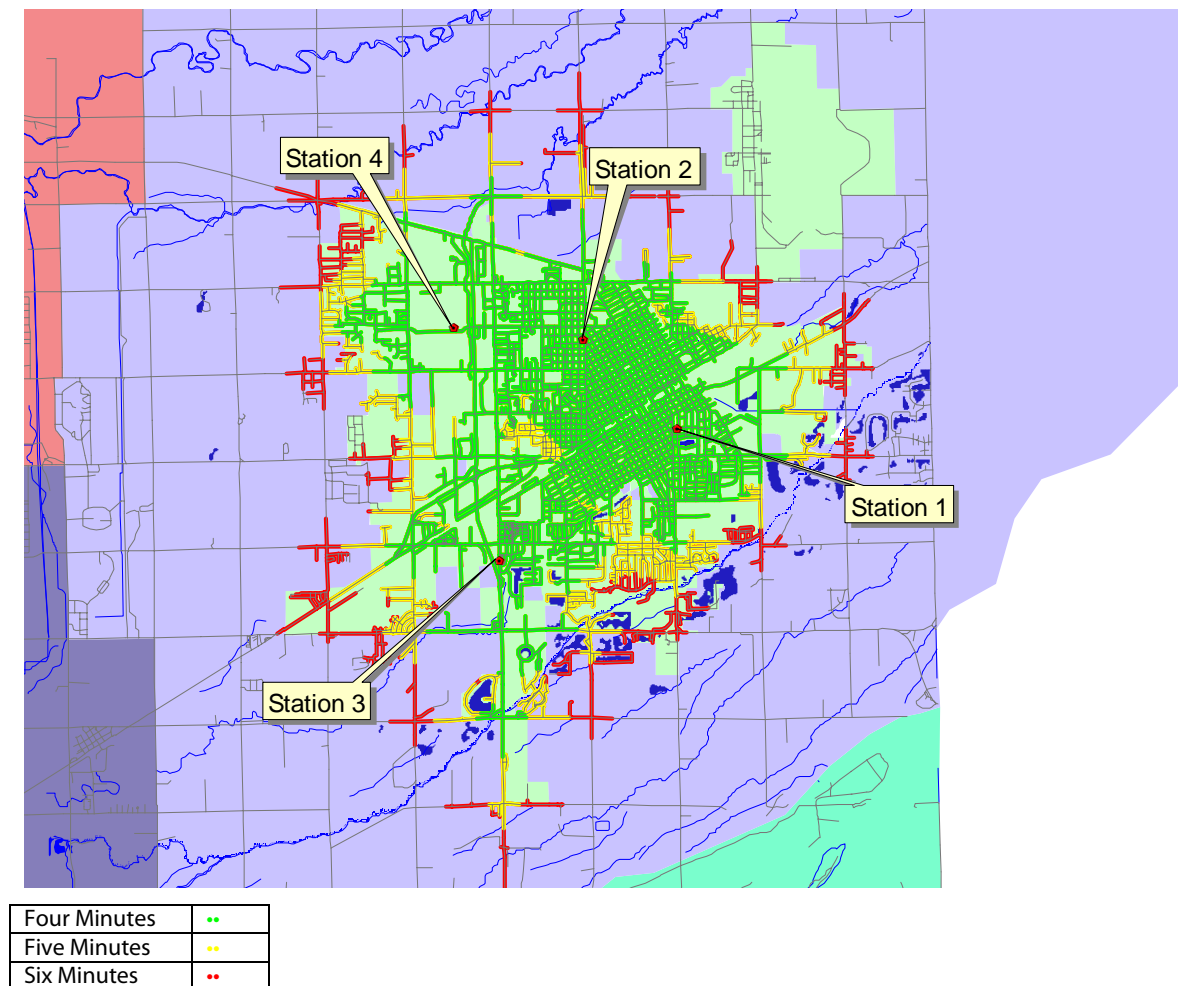 Station 4
Station 2
Station 1
Station 3
Four Minutes
Five Minutes
Six Minutes